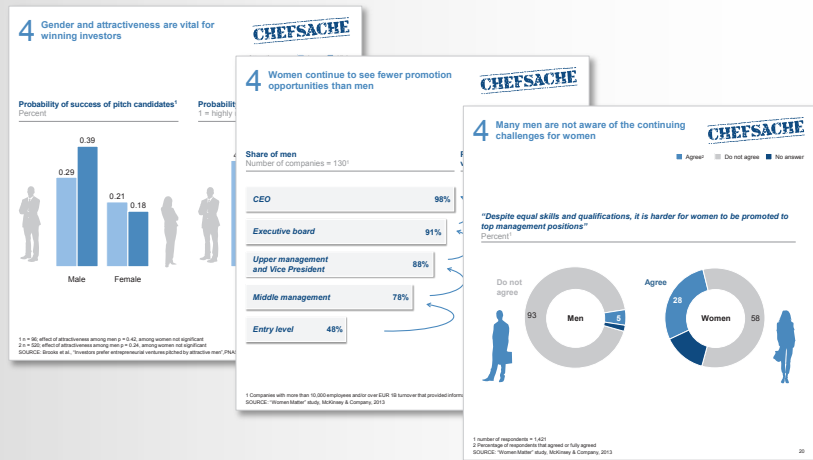 4
Gender and attractiveness are vital for
winning investors
CHEFSACHE
Probability of success of pitch candidates¹
Percent
1 = highly
0.39
0.29
0.21
0.18
Male
Female
1 n = 96; effect of attractiveness among men p = 0.42, among women not significant
2 n = 520; effect of attractiveness among men p = 0.24, among women not significant
SOURCE: Brooks et al., "Investors prefer entrepreneurial ventures pitched by attractive men",
4
Women continue to see fewer promotion
opportunities than men
CHEFSACHE
Share of men
Number of companies = 130¹
CEO 98%
Executive board 91%
Upper management
and Vice President 88%
Middle management 78%
Entry level 48%
1 Companies with more than 10,000 employees and/or over EUR 1B turnover that provided
SOURCE: "Women Matter" study, McKinsey & Company, 2013
4
Many men are not aware of the continuing
challenges for women
CHEFSACHE
Agree² Do not agree No answer
"Despite equal skills and qualifications, it is harder for women to be promoted to
top management positions"
Percent¹
Do not
agree
93
Men
5
Agree
28
Women
58
1 number of respondents = 1,421
2 Percentage of respondents that agreed or fully agreed
SOURCE: "Women Matter" study, McKinsey & Company, 2013
20